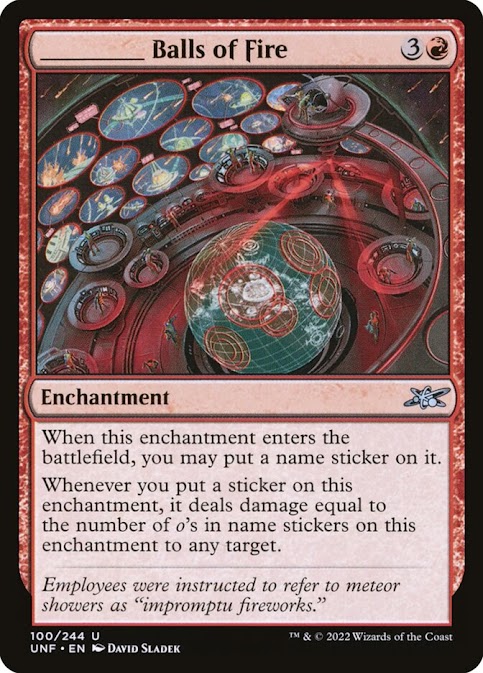 ________ Balls of Fire 3
Enchantment
When this enchantment enters the
battlefield, you may put a name sticker on it.
Whenever you put a sticker on this
enchantment, it deals damage equal to
the number of o's in name stickers on this
enchantment to any target.
Employees were instructed to refer to meteor
showers as “impromptu fireworks.”
100/244 U
UNF • EN David Sladek
™ & © 2022 Wizards of the Coast